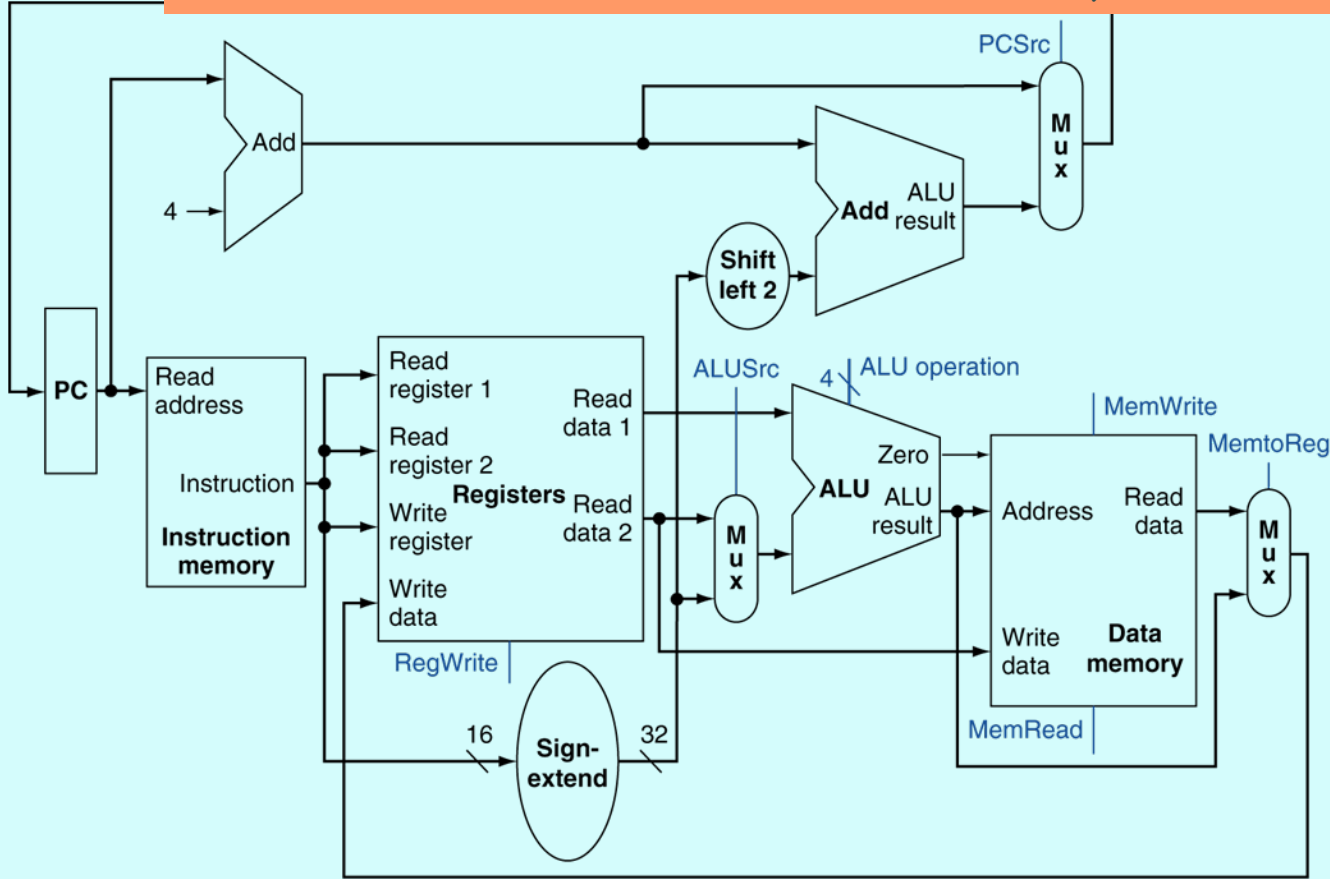 PCSrc
Add
4
M
u
x
Add
ALU
result
Shift
left 2
PC
Read
address
Instruction
Instruction
memory
Read
register 1
Read
register 2
Write
register
Write
data
Registers
Read
data 1
Read
data 2
RegWrite
16
Sign-
extend
32
ALUSrc
M
u
x
4
ALU operation
Zero
ALU
ALU
result
MemWrite
Address
Read
data
Write
data
Data
memory
MemRead
MemtoReg
M
u
x